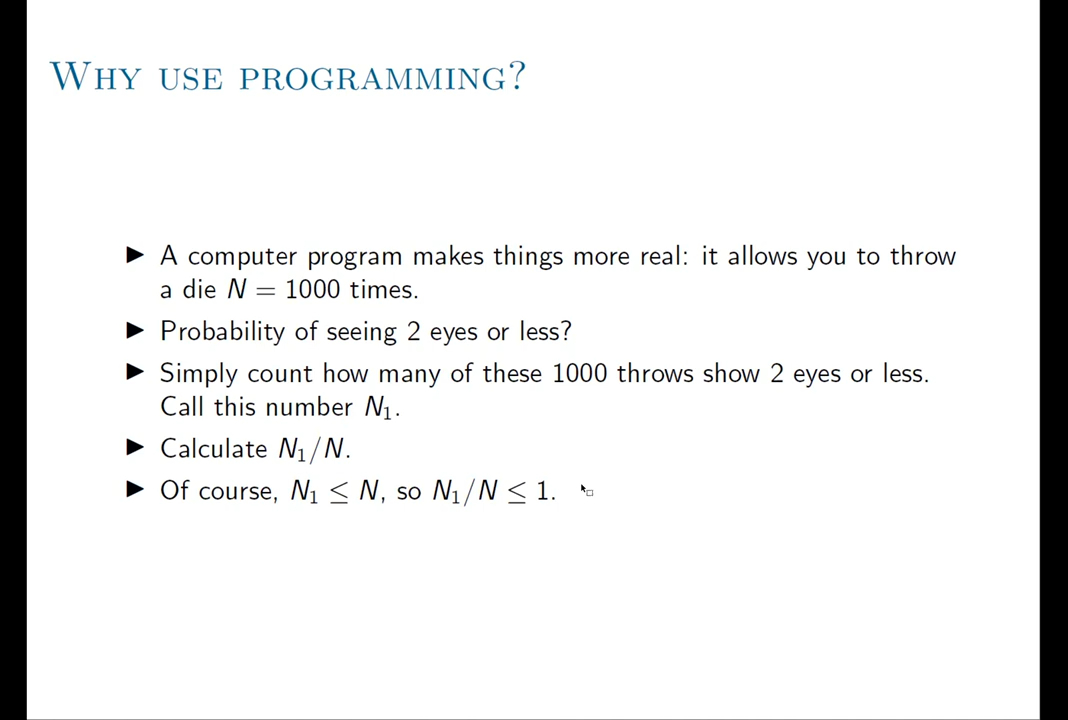 WHY USE PROGRAMMING?
▶ A computer program makes things more real: it allows you to throw
a die N = 1000 times.
▶ Probability of seeing 2 eyes or less?
▶ Simply count how many of these 1000 throws show 2 eyes or less.
Call this number N₁.
▶ Calculate N₁/N.
▶ Of course, N₁ ≤ N, so N₁/N ≤ 1.